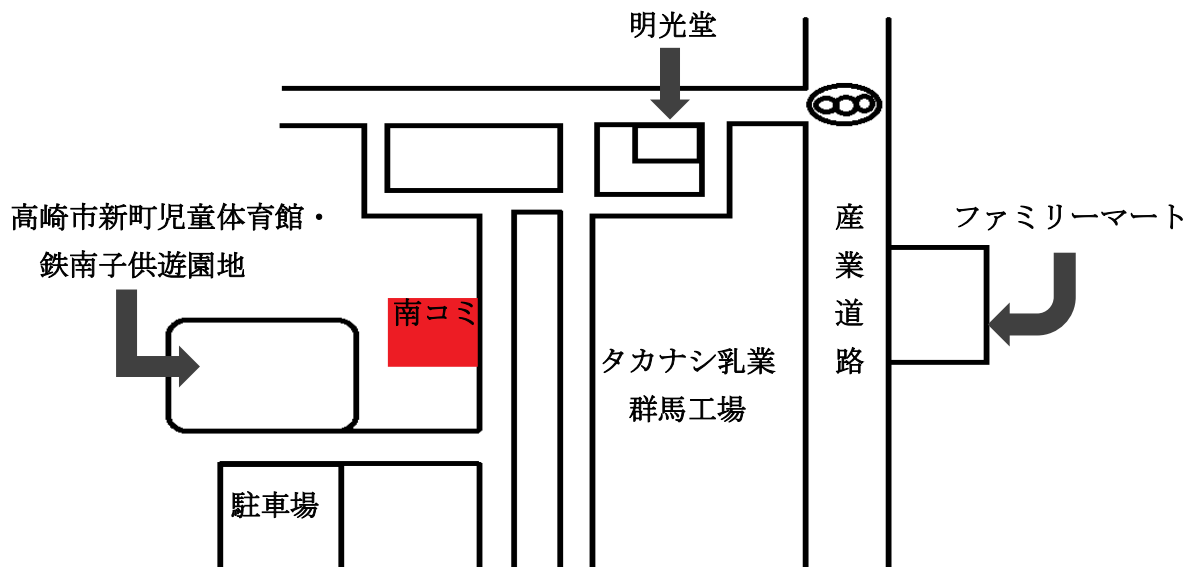 明光堂
高崎市新町児童体育館・
鉄南子供遊園地
産業道路
ファミリーマート
南コミ
タカナシ乳業
群馬工場
駐車場